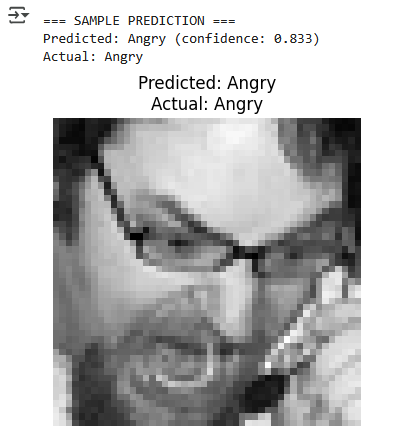 === SAMPLE PREDICTION ===
Predicted: Angry (confidence: 0.833)
Actual: Angry
Predicted: Angry
Actual: Angry